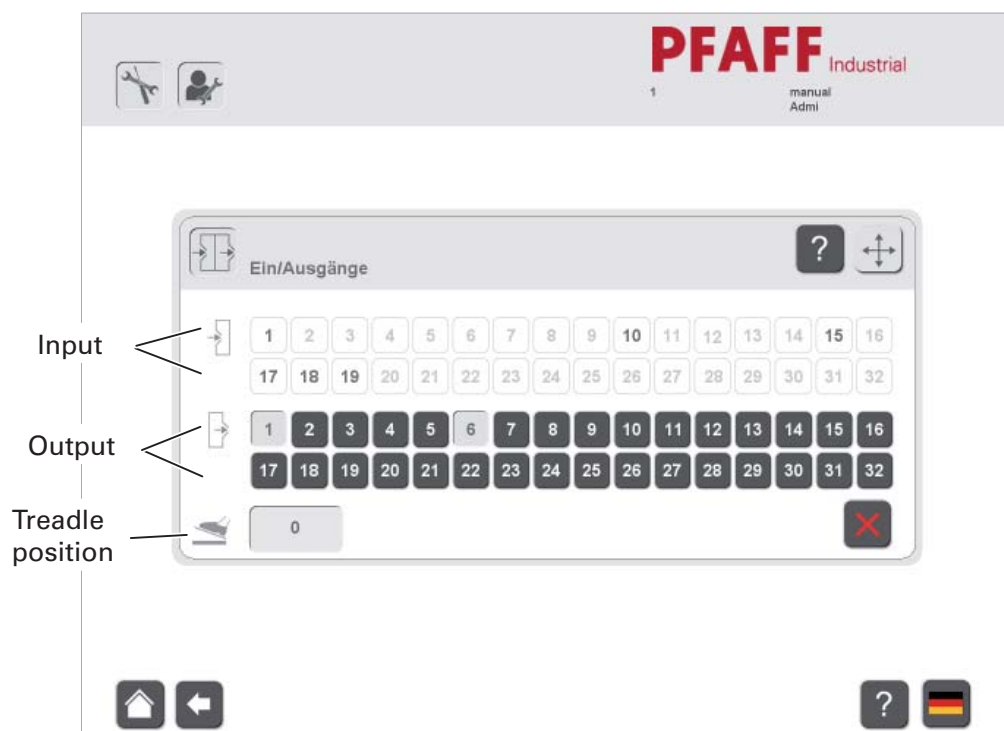 PFAFF Industrial
1 manual
Admi
?
Ein/Ausgänge
Input
1 2 3 4 5 6 7 8 9 10 11 12 13 14 15 16
17 18 19 20 21 22 23 24 25 26 27 28 29 30 31 32
Output
1 2 3 4 5 6 7 8 9 10 11 12 13 14 15 16
17 18 19 20 21 22 23 24 25 26 27 28 29 30 31 32
Treadle
position
0
?